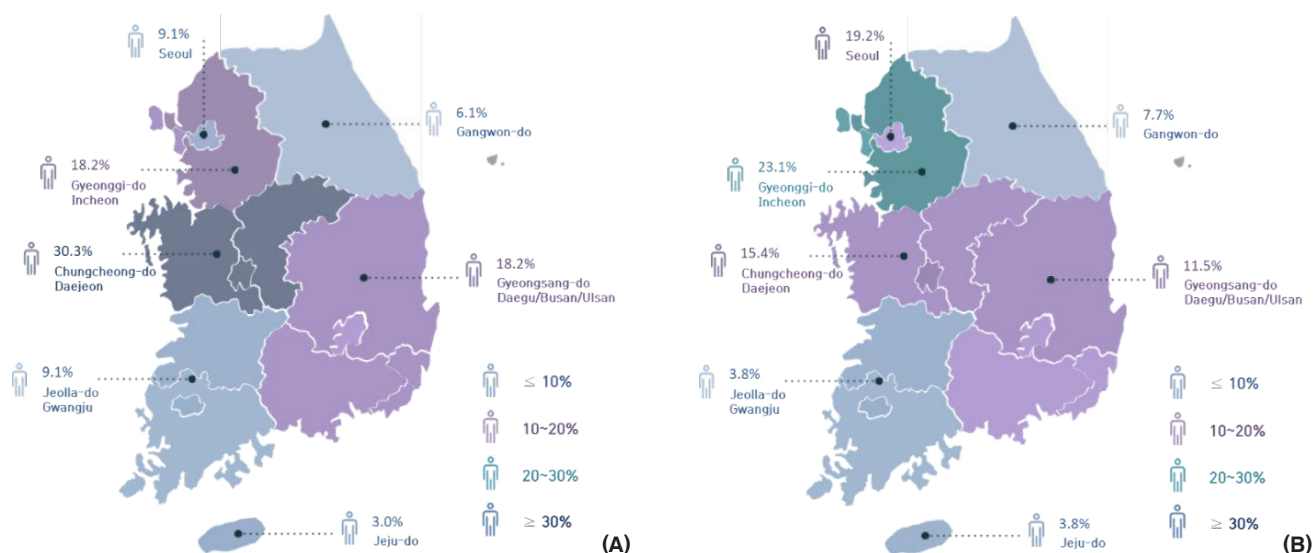 9.1%
Seoul
6.1%
Gangwon-do
18.2%
Gyeonggi-do
Incheon
30.3%
Chungcheong-do
Daejeon
18.2%
Gyeongsang-do
Daegu/Busan/Ulsan
9.1%
Jeolla-do
Gwangju
3.0%
Jeju-do
≤ 10%
10~20%
20~30%
≥ 30%
(A)
19.2%
Seoul
7.7%
Gangwon-do
23.1%
Gyeonggi-do
Incheon
15.4%
Chungcheong-do
Daejeon
11.5%
Gyeongsang-do
Daegu/Busan/Ulsan
3.8%
Jeolla-do
Gwangju
3.8%
Jeju-do
≤ 10%
10~20%
20~30%
≥ 30%
(B)